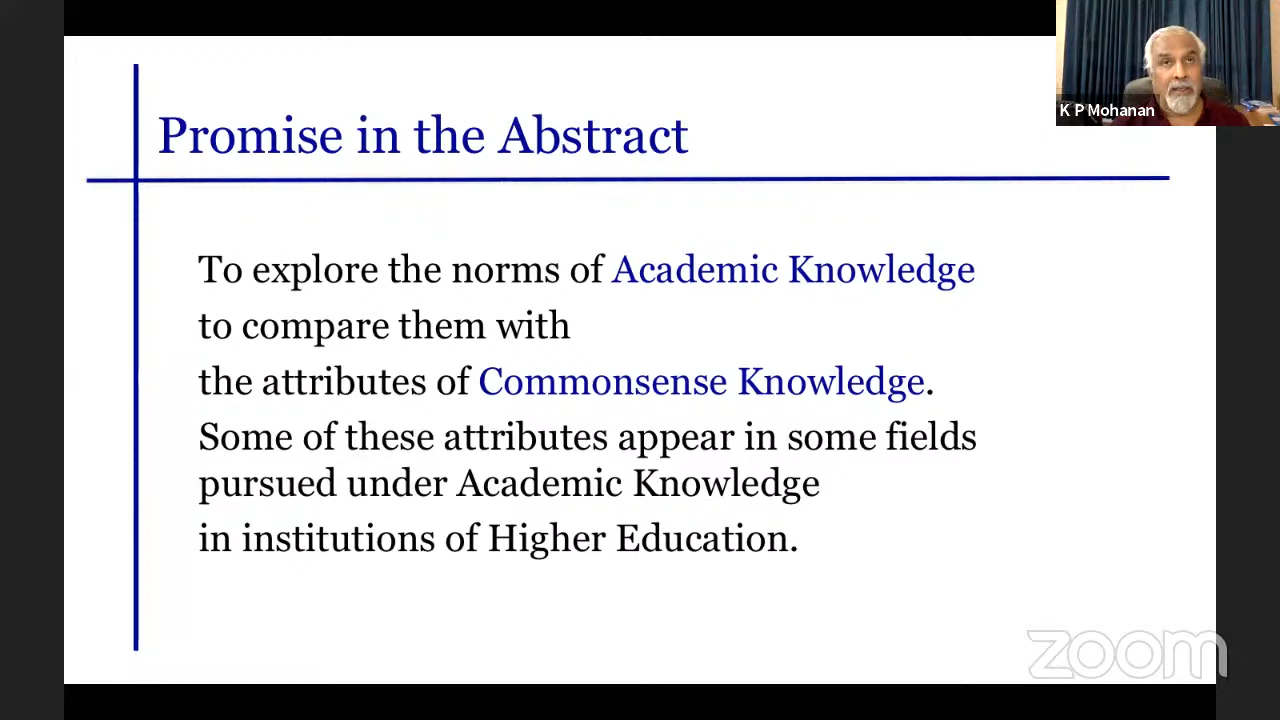 K P Mohanan
Promise in the Abstract
To explore the norms of Academic Knowledge
to compare them with
the attributes of Commonsense Knowledge.
Some of these attributes appear in some fields
pursued under Academic Knowledge
in institutions of Higher Education.
zoom